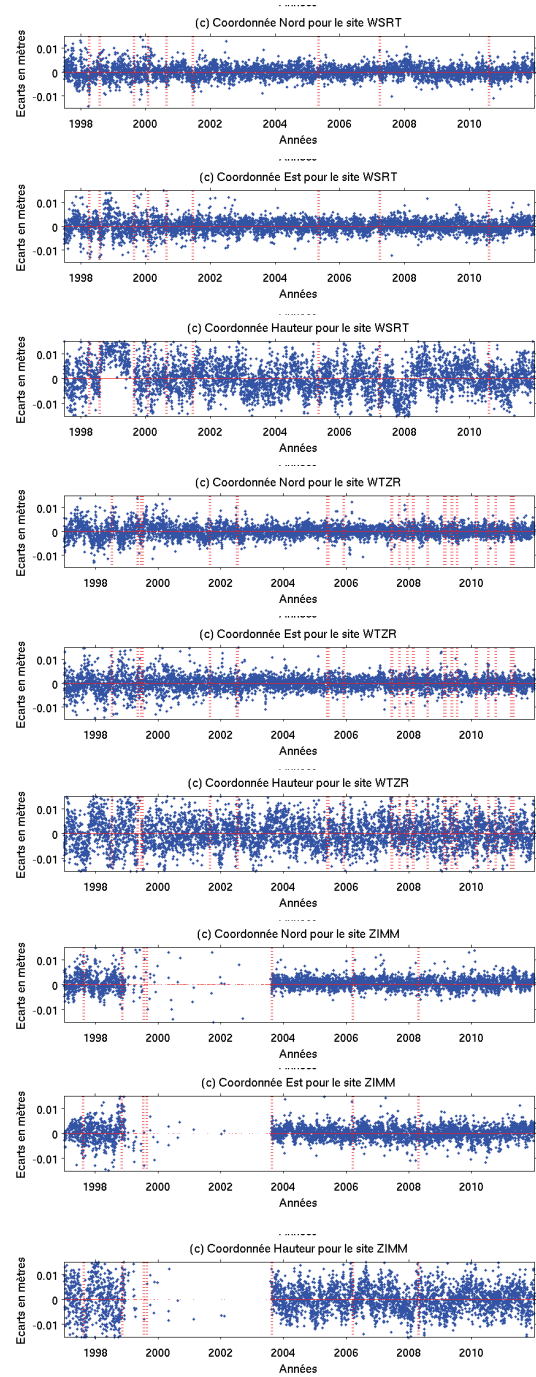 (c) Coordonnée Nord pour le site WSRT
Ecarts en mètres
0.01
0
-0.01
1998 2000 2002 2004 2006 2008 2010
Années
(c) Coordonnée Est pour le site WSRT
Ecarts en mètres
0.01
0
-0.01
1998 2000 2002 2004 2006 2008 2010
Années
(c) Coordonnée Hauteur pour le site WSRT
Ecarts en mètres
0.01
0
-0.01
1998 2000 2002 2004 2006 2008 2010
Années
(c) Coordonnée Nord pour le site WTZR
Ecarts en mètres
0.01
0
-0.01
1998 2000 2002 2004 2006 2008 2010
Années
(c) Coordonnée Est pour le site WTZR
Ecarts en mètres
0.01
0
-0.01
1998 2000 2002 2004 2006 2008 2010
Années
(c) Coordonnée Hauteur pour le site WTZR
Ecarts en mètres
0.01
0
-0.01
1998 2000 2002 2004 2006 2008 2010
Années
(c) Coordonnée Nord pour le site ZIMM
Ecarts en mètres
0.01
0
-0.01
1998 2000 2002 2004 2006 2008 2010
Années
(c) Coordonnée Est pour le site ZIMM
Ecarts en mètres
0.01
0
-0.01
1998 2000 2002 2004 2006 2008 2010
Années
(c) Coordonnée Hauteur pour le site ZIMM
Ecarts en mètres
0.01
0
-0.01
1998 2000 2002 2004 2006 2008 2010
Années